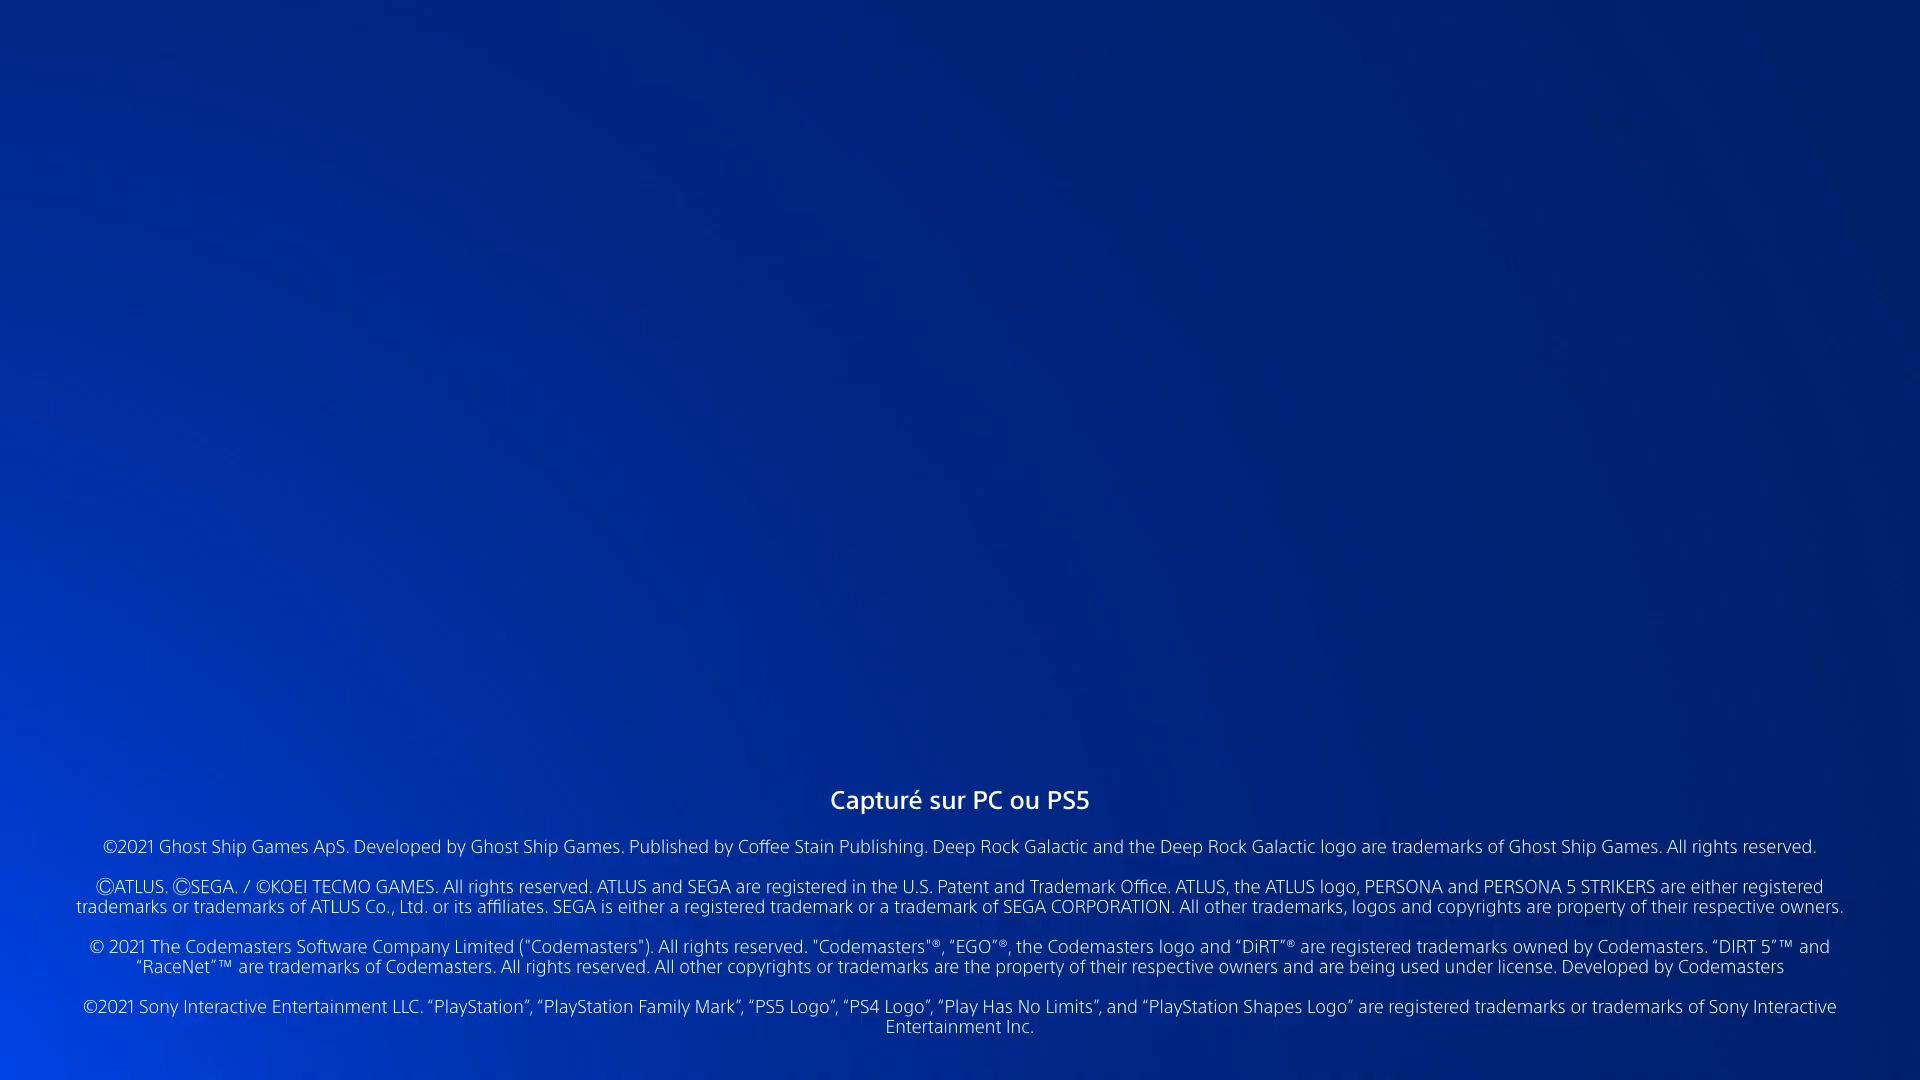 Capturé sur PC ou PS5
©2021 Ghost Ship Games ApS. Developed by Ghost Ship Games. Published by Coffee Stain Publishing. Deep Rock Galactic and the Deep Rock Galactic logo are trademarks of Ghost Ship Games. All rights reserved.
ⒸATLUS. ⒸSEGA. / ©KOEI TECMO GAMES. All rights reserved. ATLUS and SEGA are registered in the U.S. Patent and Trademark Office. ATLUS, the ATLUS logo, PERSONA and PERSONA 5 STRIKERS are either registered
trademarks or trademarks of ATLUS Co., Ltd. or its affiliates. SEGA is either a registered trademark or a trademark of SEGA CORPORATION. All other trademarks, logos and copyrights are property of their respective owners.
© 2021 The Codemasters Software Company Limited ("Codemasters"). All rights reserved. "Codemasters"®, “EGO”®, the Codemasters logo and “DiRT”® are registered trademarks owned by Codemasters. “DIRT 5”™ and
“RaceNet”™ are trademarks of Codemasters. All rights reserved. All other copyrights or trademarks are the property of their respective owners and are being used under license. Developed by Codemasters
©2021 Sony Interactive Entertainment LLC. “PlayStation”, “PlayStation Family Mark”, “PS5 Logo”, “PS4 Logo”, “Play Has No Limits”, and “PlayStation Shapes Logo” are registered trademarks or trademarks of Sony Interactive
Entertainment Inc.